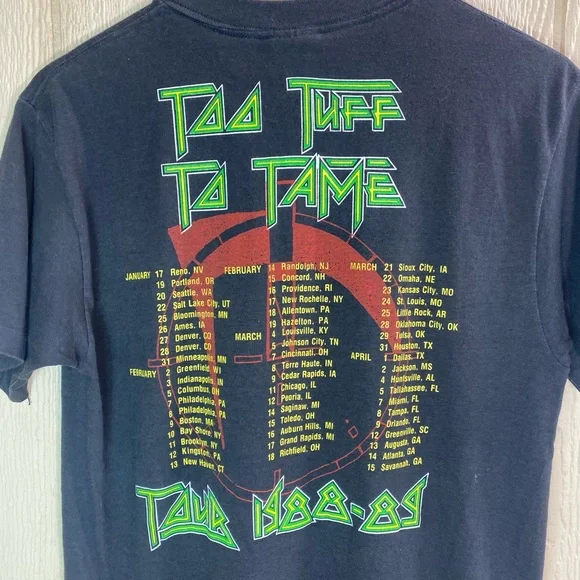 Too Tuff
To Tame
JANUARY 17 Reno, NV
19 Portland, OR
20 Seattle, WA
22 Salt Lake City, UT
25 Bloomington, MN
26 Ames, IA
27 Denver, CO
28 Denver, CO
31 Minneapolis, MN
FEBRUARY 2 Greenfield, WI
3 Indianapolis, IN
5 Columbus, OH
7 Philadelphia, PA
8 Philadelphia, PA
9 Boston, MA
10 Bay Shore, NY
11 Brooklyn, NY
12 Kingston, PA
13 New Haven, CT
FEBRUARY 14 Randolph, NJ
15 Concord, NH
16 Providence, RI
17 New Rochelle, NY
18 Allentown, PA
19 Hazelton, PA
MARCH 4 Louisville, KY
5 Johnson City, TN
7 Cincinnati, OH
8 Terre Haute, IN
9 Cedar Rapids, IA
11 Chicago, IL
12 Peoria, IL
14 Saginaw, MI
15 Toledo, OH
16 Auburn Hills, MI
17 Grand Rapids, MI
18 Richfield, OH
MARCH 21 Sioux City, IA
22 Omaha, NE
23 Kansas City, MO
24 St. Louis, MO
25 Little Rock, AR
28 Oklahoma City, OK
29 Tulsa, OK
31 Houston, TX
APRIL 1 Dallas, TX
2 Jackson, MS
4 Huntsville, AL
5 Tallahassee, FL
7 Miami, FL
8 Tampa, FL
9 Orlando, FL
12 Greenville, SC
13 Augusta, GA
14 Atlanta, GA
15 Savannah, GA
Tour 1988-89